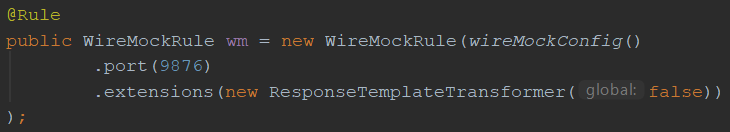 @Rule
public WireMockRule wm = new WireMockRule(wireMockConfig()
        .port(9876)
        .extensions(new ResponseTemplateTransformer( global: false))
);